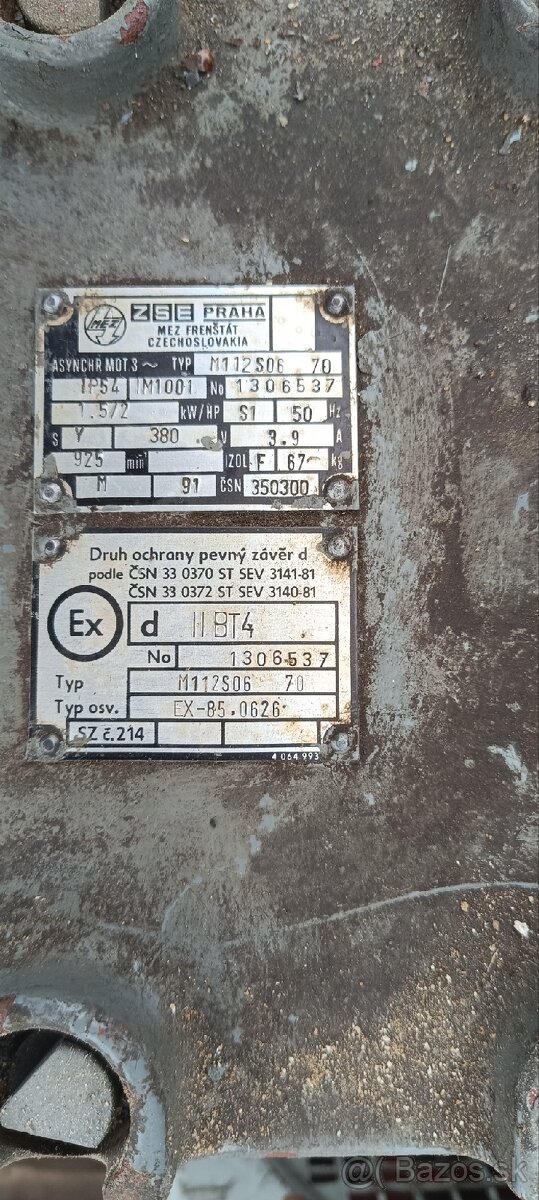 MEZ ZSE PRAHA
MEZ FRENŠTÁT
CZECHOSLOVAKIA
ASYNCHR MOT. 3 ~ TYP M112S06 70
IP54 IM1001 No 1306537
1.5/2 kW/HP S1 50 Hz
S Y 380 V 3.9 A
925 min⁻¹ IZOL. F 67 kg
M 91 ČSN 350300
Druh ochrany pevný závěr d
podle ČSN 33 0370 ST SEV 3141-81
ČSN 33 0372 ST SEV 3140-81
Ex d II BT4
No 1306537
Typ M112S06 70
Typ osv. EX-85.0626
SZ č. 214
4 064 993
@ Bazos.sk